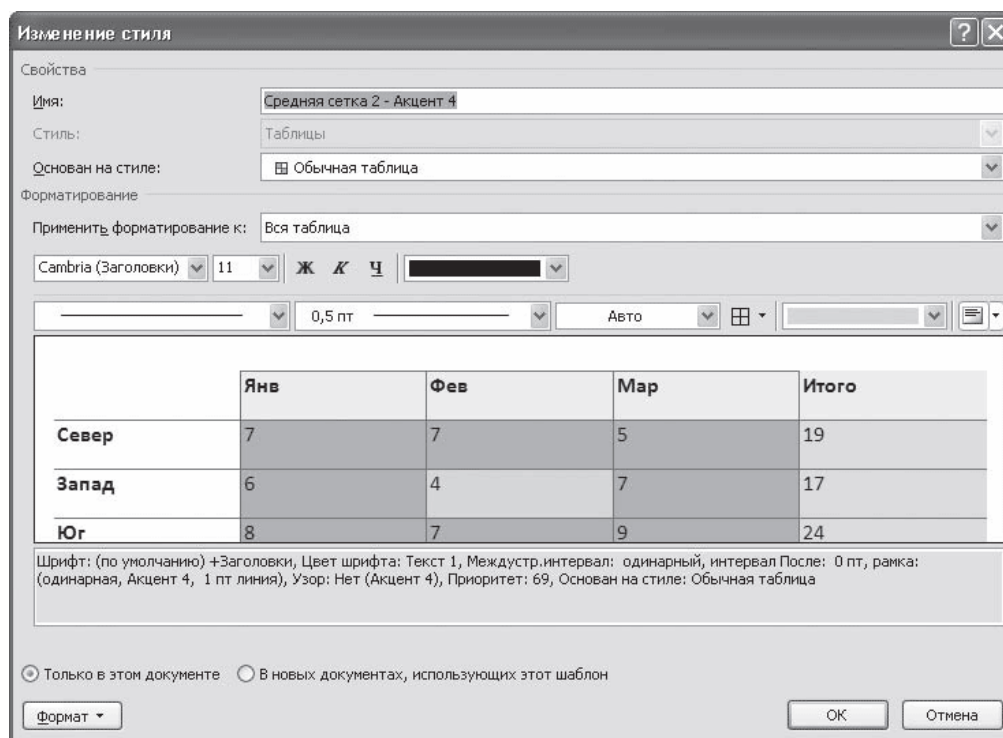 Изменение стиля
Свойства
Имя: Средняя сетка 2 - Акцент 4
Стиль: Таблицы
Основан на стиле: Обычная таблица
Форматирование
Применить форматирование к: Вся таблица
Cambria (Заголовки) 11 Ж К Ч
0,5 пт Авто
Янв Фев Мар Итого
Север 7 7 5 19
Запад 6 4 7 17
Юг 8 7 9 24
Шрифт: (по умолчанию) +Заголовки, Цвет шрифта: Текст 1, Междустр.интервал: одинарный, интервал После: 0 пт, рамка:
(одинарная, Акцент 4, 1 пт линия), Узор: Нет (Акцент 4), Приоритет: 69, Основан на стиле: Обычная таблица
Только в этом документе В новых документах, использующих этот шаблон
Формат ОК Отмена